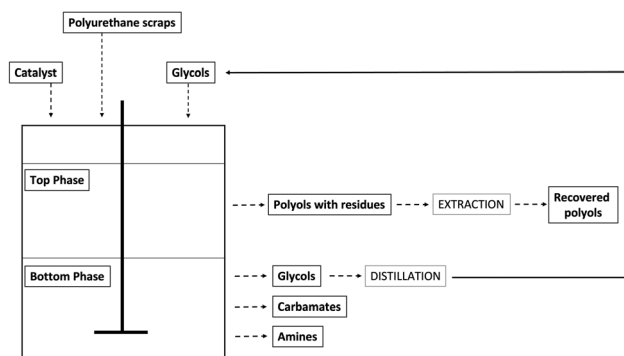 Polyurethane scraps
Catalyst
Glycols
Top Phase
Polyols with residues
EXTRACTION
Recovered
polyols
Bottom Phase
Glycols
DISTILLATION
Carbamates
Amines